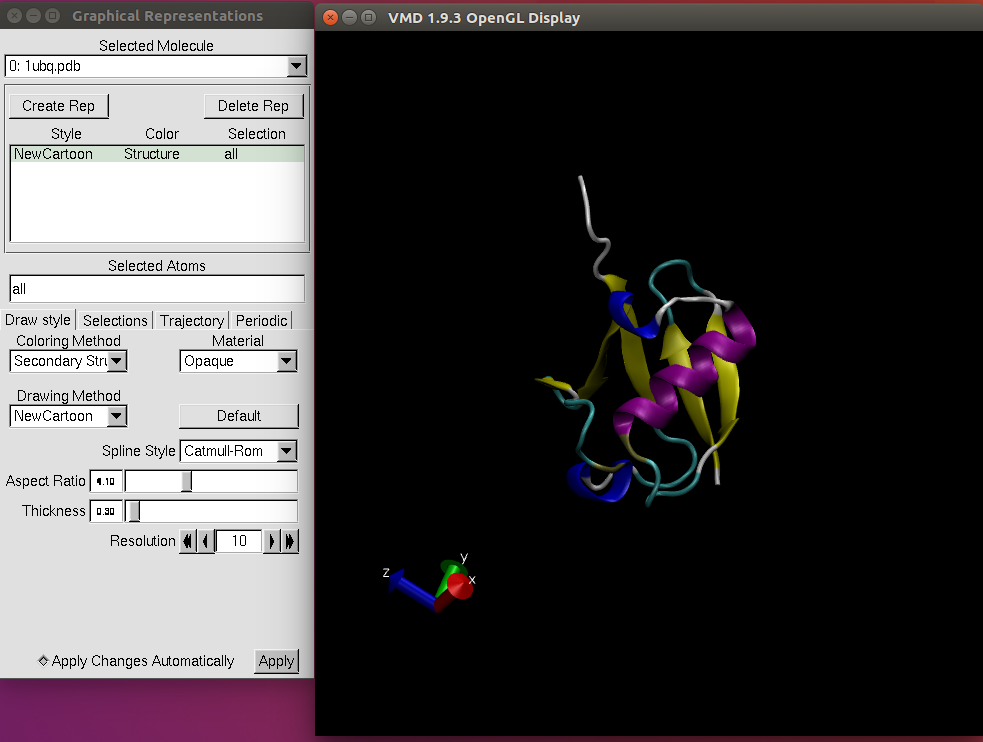 Graphical Representations
Selected Molecule
0: 1ubq.pdb
Create Rep Delete Rep
Style Color Selection
NewCartoon Structure all
Selected Atoms
all
Draw style Selections Trajectory Periodic
Coloring Method Material
Secondary Stru Opaque
Drawing Method
NewCartoon Default
Spline Style Catmull-Rom
Aspect Ratio 4.10
Thickness 0.30
Resolution 10
Apply Changes Automatically Apply
VMD 1.9.3 OpenGL Display
y
z x